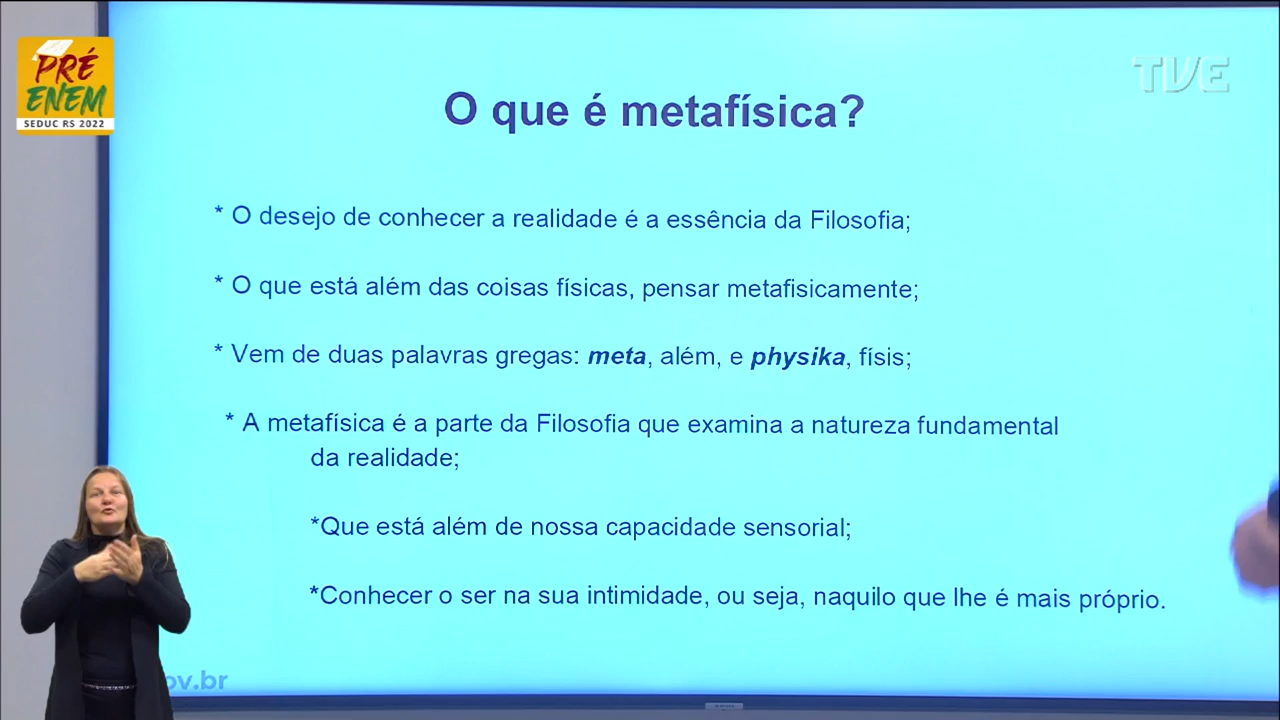 PRÉ
ENEM
SEDUC RS 2022
TVE
O que é metafísica?
* O desejo de conhecer a realidade é a essência da Filosofia;
* O que está além das coisas físicas, pensar metafisicamente;
* Vem de duas palavras gregas: meta, além, e physika, físis;
* A metafísica é a parte da Filosofia que examina a natureza fundamental
da realidade;
*Que está além de nossa capacidade sensorial;
*Conhecer o ser na sua intimidade, ou seja, naquilo que lhe é mais próprio.
ov.br